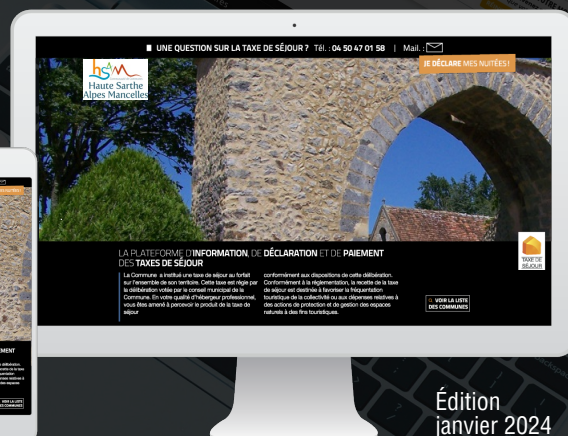 UNE QUESTION SUR LA TAXE DE SÉJOUR ? Tél. : 04 50 47 01 58 | Mail. :
JE DÉCLARE MES NUITÉES !
hsam
Haute Sarthe
Alpes Mancelles
LA PLATEFORME D'INFORMATION, DE DÉCLARATION ET DE PAIEMENT
DES TAXES DE SÉJOUR
La Commune a institué une taxe de séjour au forfait
sur l'ensemble de son territoire. Cette taxe est régie par
la délibération votée par le conseil municipal de la
Commune. En votre qualité d'hébergeur professionnel,
vous êtes amené à percevoir le produit de la taxe de
séjour
conformément aux dispositions de cette délibération.
Conformément à la réglementation, la recette de la taxe
de séjour est destinée à favoriser la fréquentation
touristique de la collectivité ou aux dépenses relatives à
des actions de protection et de gestion des espaces
naturels à des fins touristiques.
TAXE DE
SÉJOUR
VOIR LA LISTE
DES COMMUNES
Édition
janvier 2024